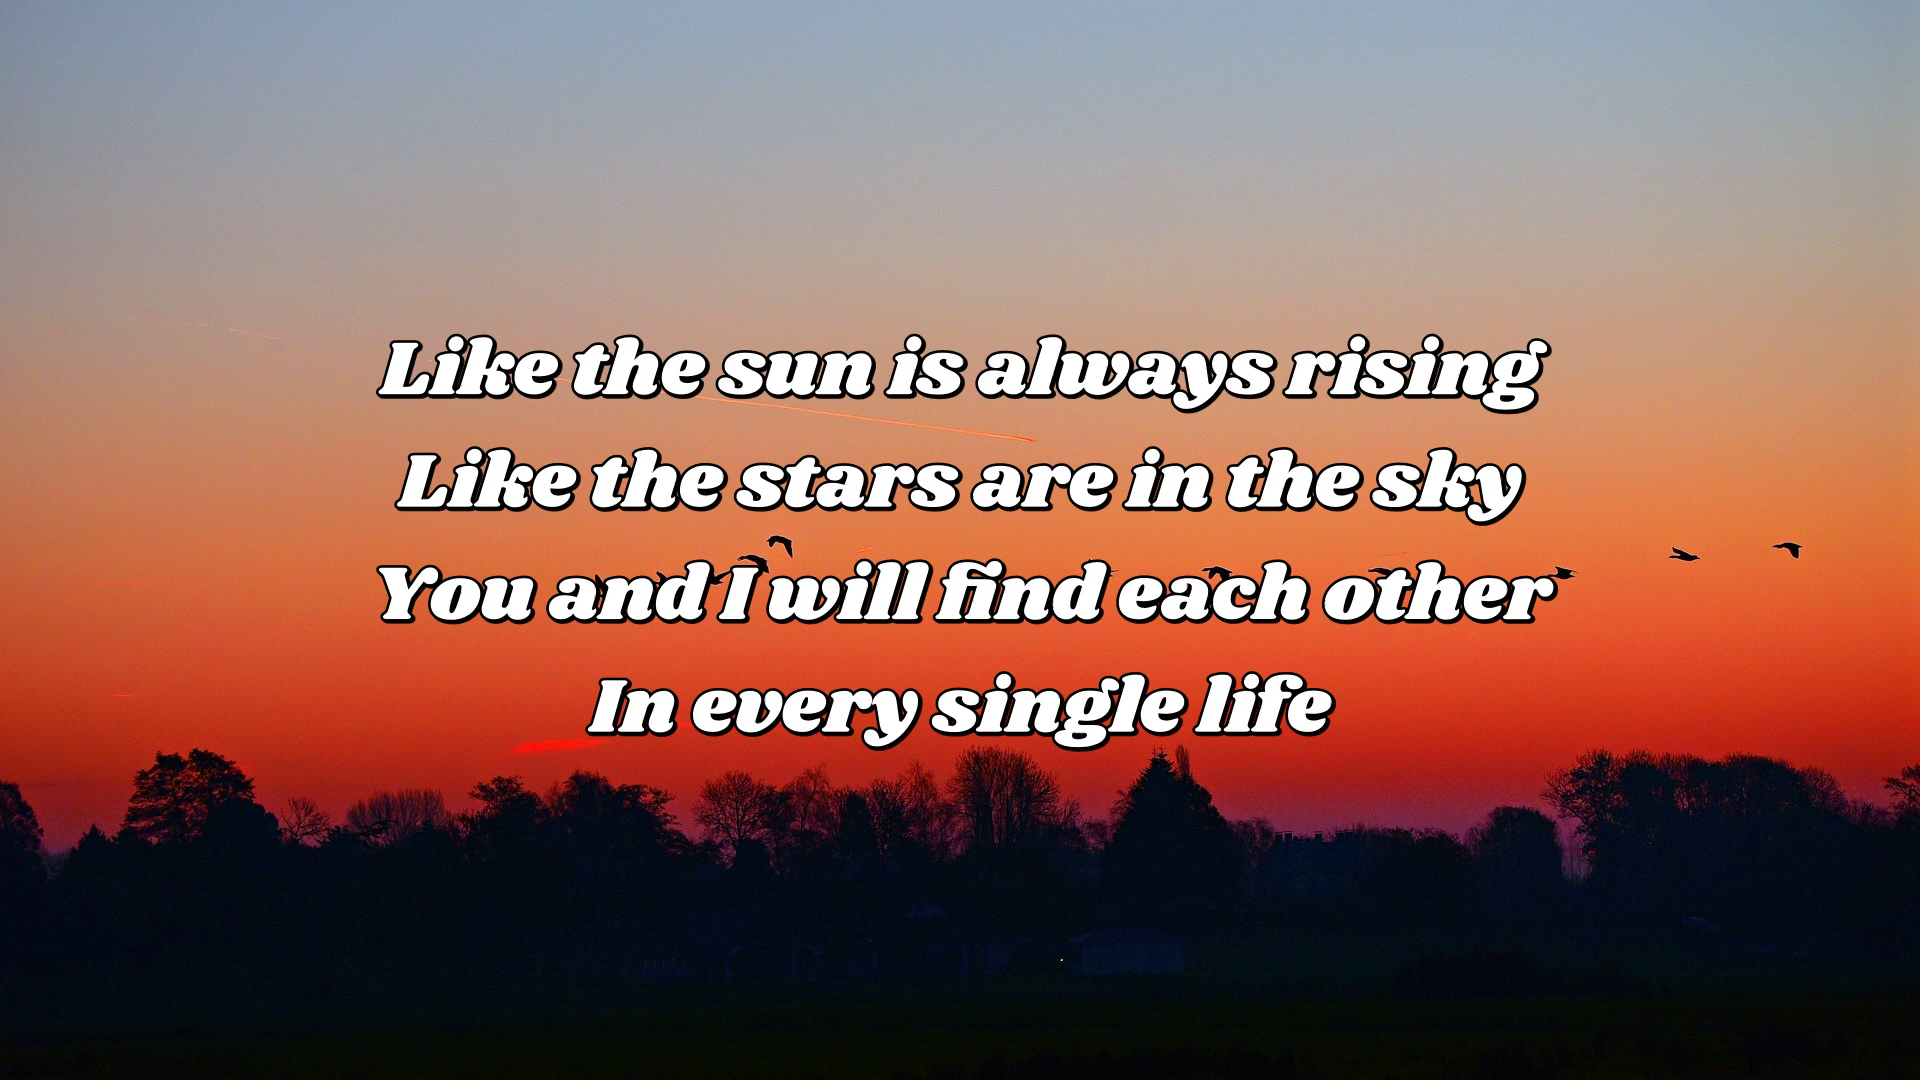 Like the sun is always rising
Like the stars are in the sky
You and I will find each other
In every single life